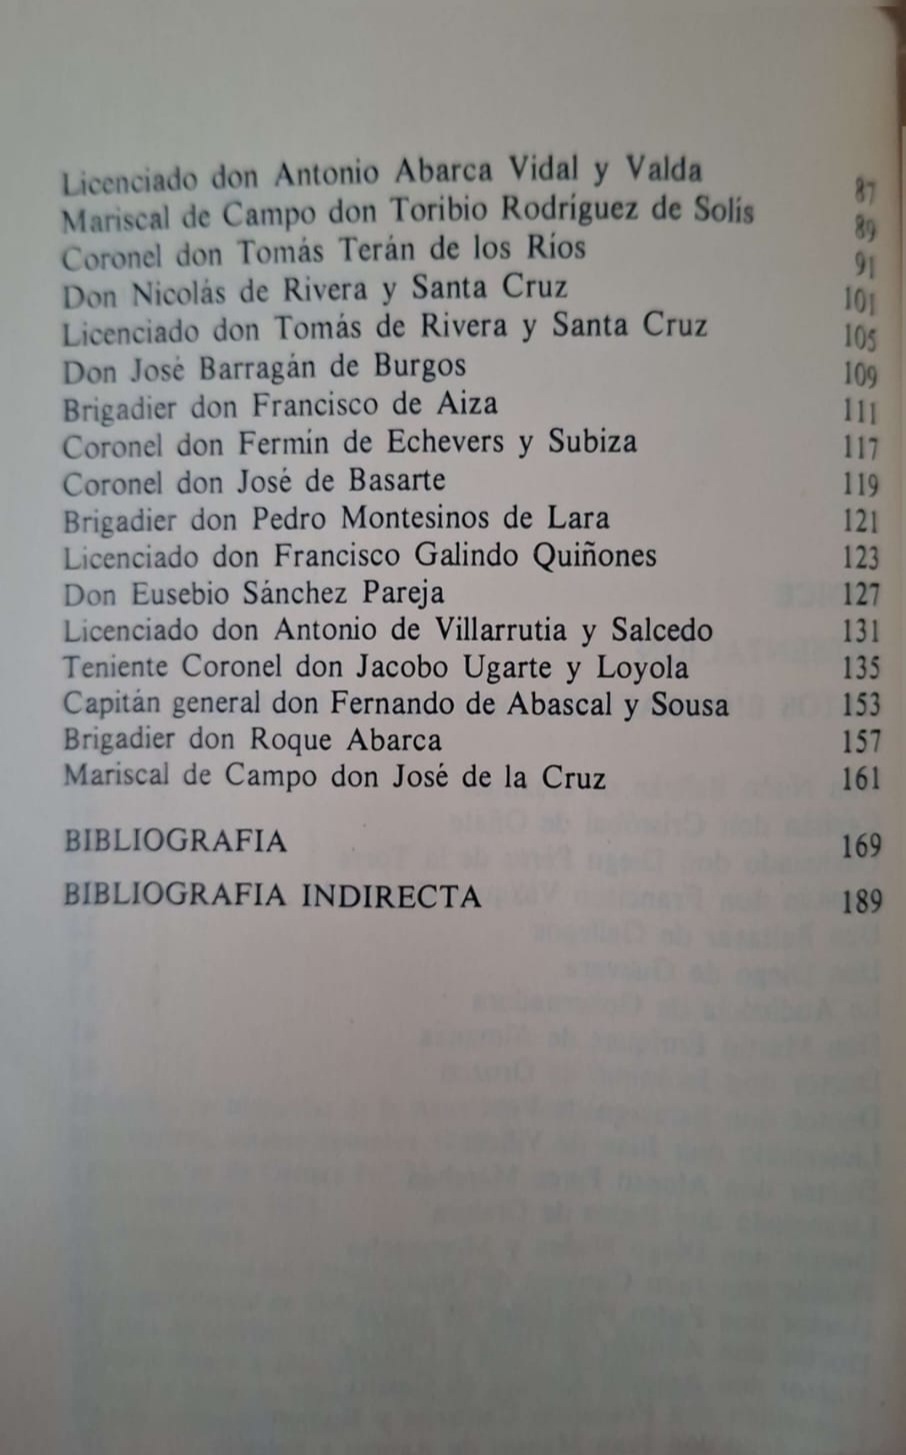 Licenciado don Antonio Abarca Vidal y Valda 87
Mariscal de Campo don Toribio Rodríguez de Solís 89
Coronel don Tomás Terán de los Ríos 91
Don Nicolás de Rivera y Santa Cruz 101
Licenciado don Tomás de Rivera y Santa Cruz 105
Don José Barragán de Burgos 109
Brigadier don Francisco de Aiza 111
Coronel don Fermín de Echevers y Subiza 117
Coronel don José de Basarte 119
Brigadier don Pedro Montesinos de Lara 121
Licenciado don Francisco Galindo Quiñones 123
Don Eusebio Sánchez Pareja 127
Licenciado don Antonio de Villarrutia y Salcedo 131
Teniente Coronel don Jacobo Ugarte y Loyola 135
Capitán general don Fernando de Abascal y Sousa 153
Brigadier don Roque Abarca 157
Mariscal de Campo don José de la Cruz 161
BIBLIOGRAFIA 169
BIBLIOGRAFIA INDIRECTA 189